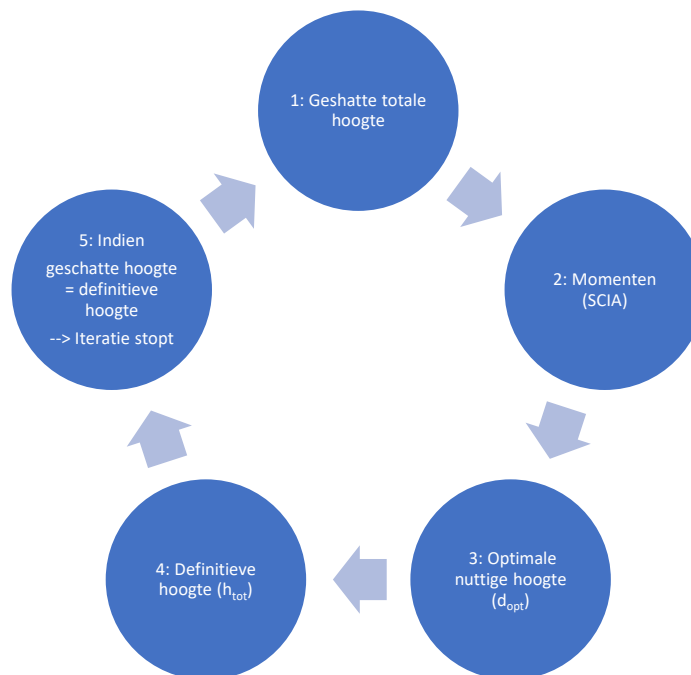 1: Geshatte totale
hoogte
2: Momenten
(SCIA)
3: Optimale
nuttige hoogte
(dopt)
4: Definitieve
hoogte (htot)
5: Indien
geschatte hoogte
= definitieve
hoogte
--> Iteratie stopt